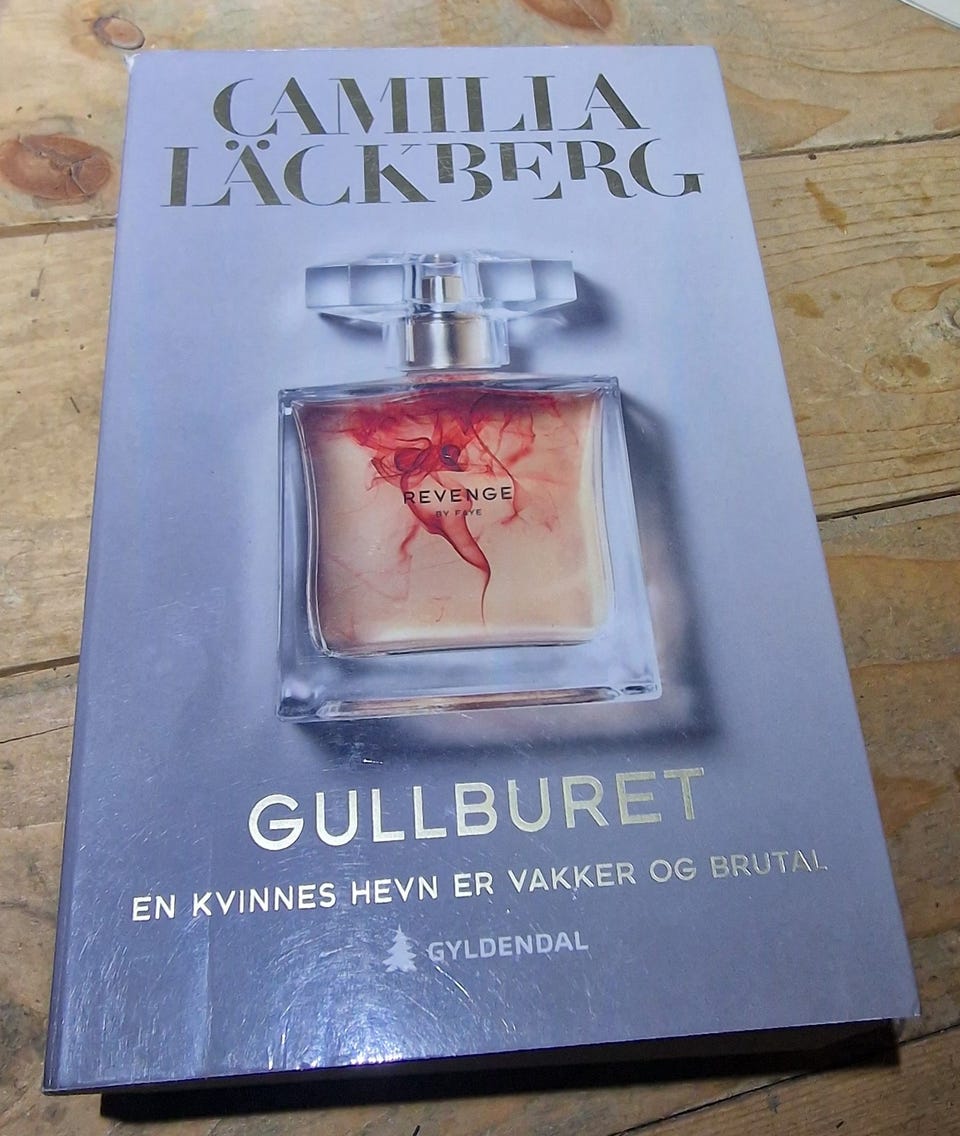 CAMILLA
LÄCKBERG
REVENGE
BY FAYE
GULLBURET
EN KVINNES HEVN ER VAKKER OG BRUTAL
GYLDENDAL